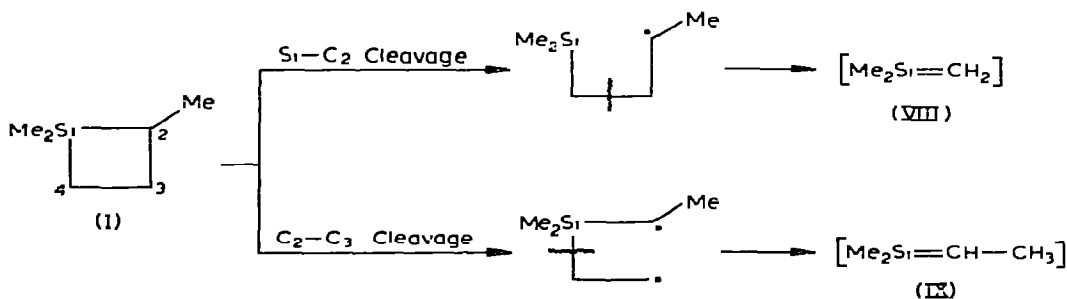 Si—C2 Cleavage
Me2Si
Me
[Me2Si=CH2]
(VIII)
Me
Me2Si
2
4
3
(I)
C2—C3 Cleavage
Me2Si
Me
[Me2Si=CH—CH3]
(IX)